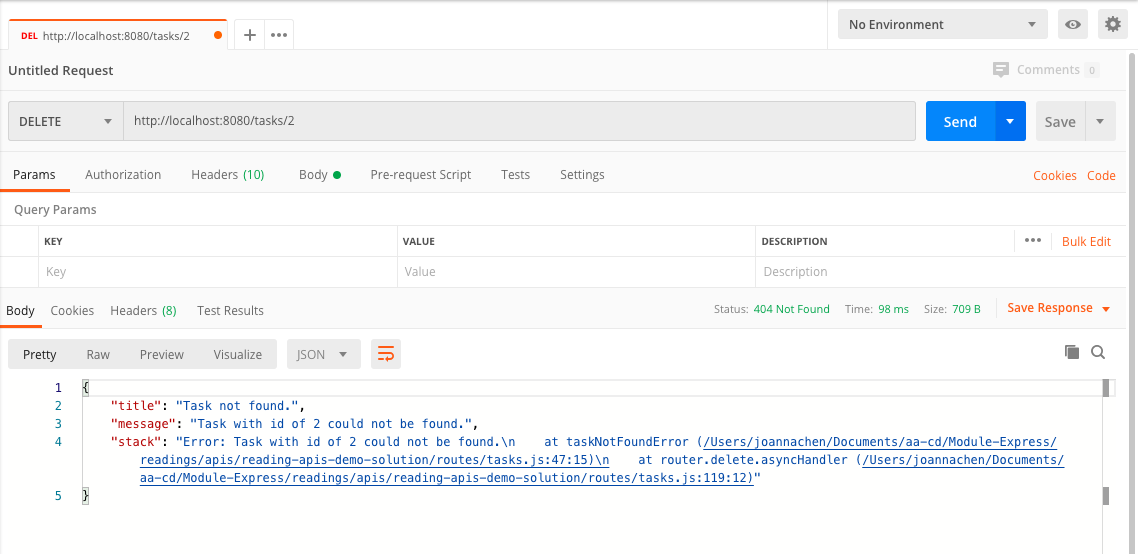 DEL http://localhost:8080/tasks/2
No Environment
Untitled Request
Comments 0
DELETE http://localhost:8080/tasks/2 Send Save
Params Authorization Headers (10) Body Pre-request Script Tests Settings Cookies Code
Query Params
KEY VALUE DESCRIPTION Bulk Edit
Key Value Description
Body Cookies Headers (8) Test Results Status: 404 Not Found Time: 98 ms Size: 709 B Save Response
Pretty Raw Preview Visualize JSON
1 {
2 "title": "Task not found.",
3 "message": "Task with id of 2 could not be found.",
4 "stack": "Error: Task with id of 2 could not be found.\n    at taskNotFoundError (/Users/joannachen/Documents/aa-cd/Module-Express/
readings/apis/reading-apis-demo-solution/routes/tasks.js:47:15)\n    at router.delete.asyncHandler (/Users/joannachen/Documents/
aa-cd/Module-Express/readings/apis/reading-apis-demo-solution/routes/tasks.js:119:12)"
5 }